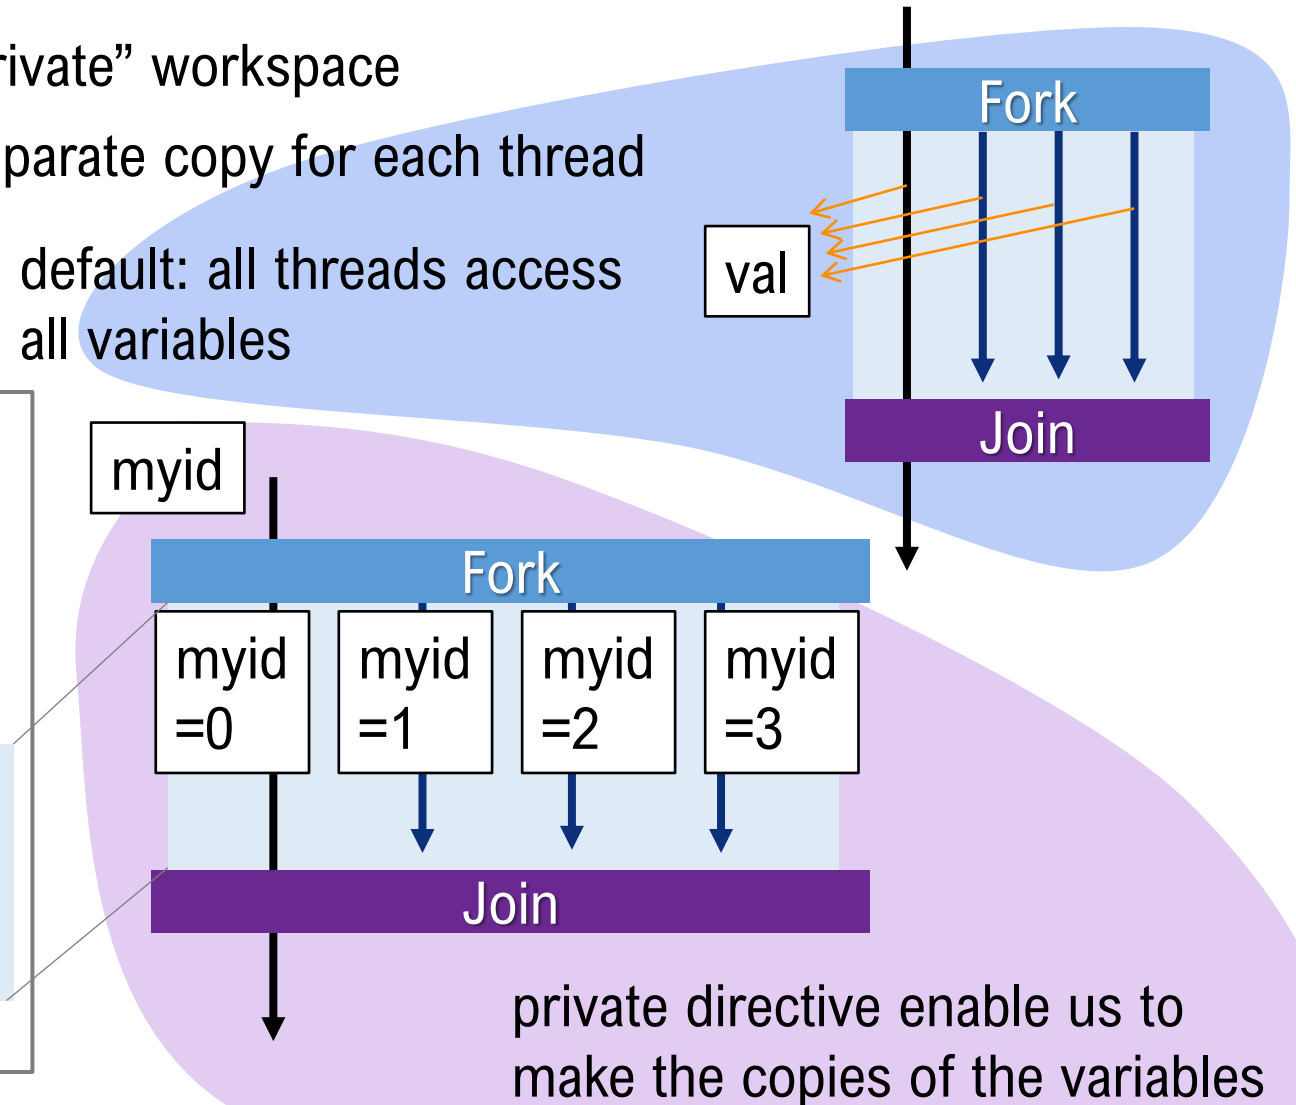 rivate” workspace
parate copy for each thread
default: all threads access
all variables
Fork
val
Join
myid
Fork
myid
=0
myid
=1
myid
=2
myid
=3
Join
private directive enable us to
make the copies of the variables